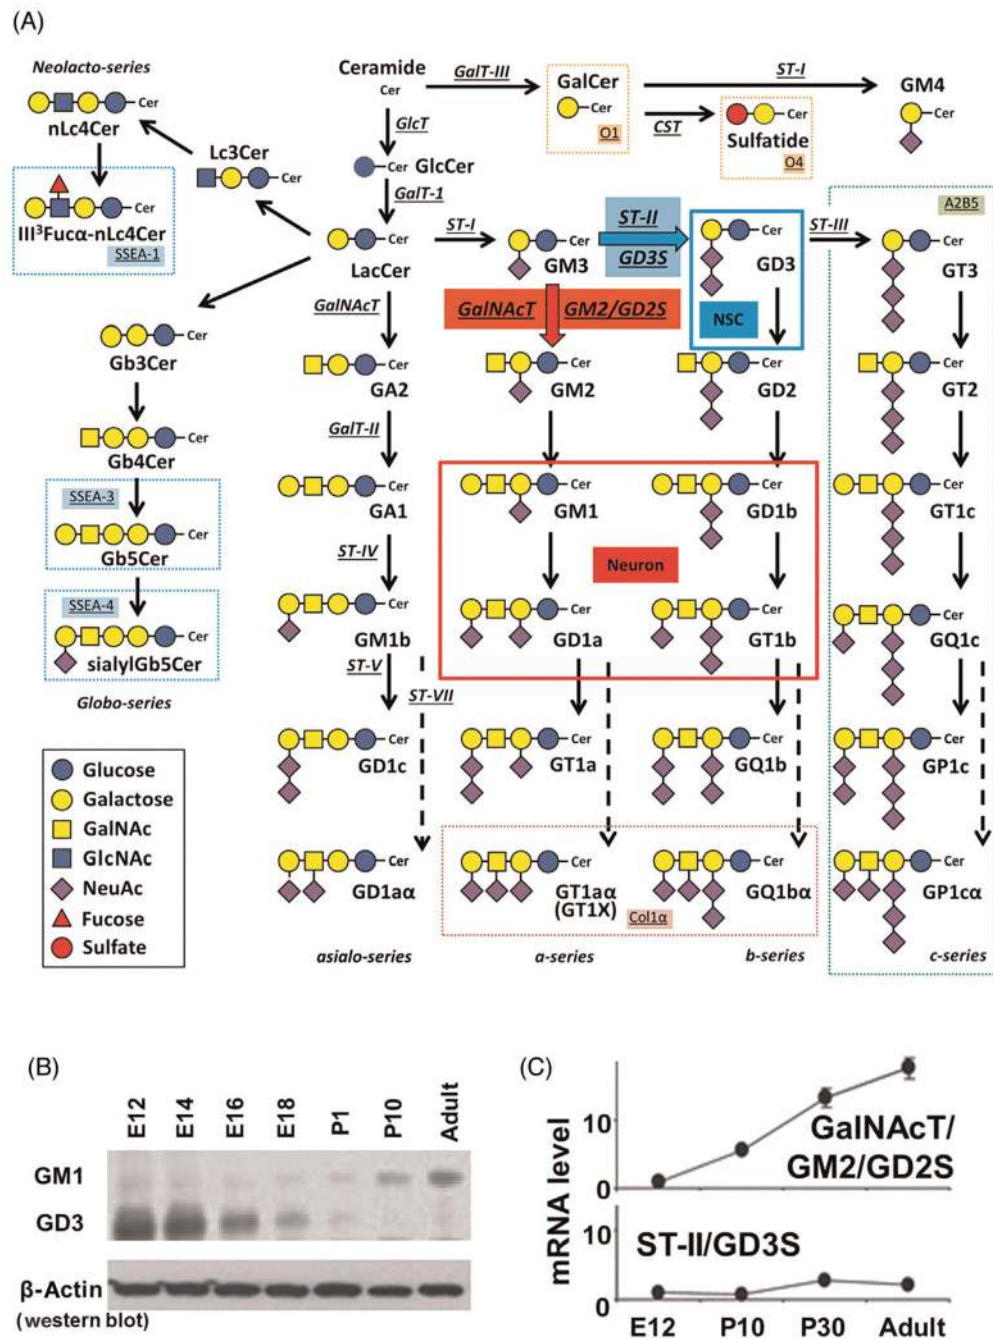 (A)
Neolacto-series
Cer
nLc4Cer
Lc3Cer
Cer
Cer
III³Fucα-nLc4Cer
SSEA-1
Ceramide
Cer
GalT-III
GalCer
Cer
O1
ST-I
GM4
Cer
CST
Cer
Sulfatide
O4
GlcT
Cer GlcCer
GalT-1
Cer
LacCer
ST-I
Cer
GM3
ST-II
GD3S
Cer
GD3
NSC
ST-III
A2B5
Cer
GT3
GalNAcT
GalNAcT
GM2/GD2S
Cer
Gb3Cer
Cer
GA2
Cer
GM2
Cer
GD2
Cer
GT2
Cer
Gb4Cer
GalT-II
SSEA-3
Cer
Gb5Cer
Cer
GA1
Cer
GM1
Cer
GD1b
Cer
GT1c
ST-IV
Neuron
SSEA-4
Cer
sialylGb5Cer
Globo-series
Cer
GM1b
Cer
GD1a
Cer
GT1b
Cer
GQ1c
ST-V
ST-VII
Cer
GD1c
Cer
GT1a
Cer
GQ1b
Cer
GP1c
Cer
GD1aα
Cer
GT1aα
(GT1X)
Col1α
Cer
GQ1bα
Cer
GP1cα
asialo-series
a-series
b-series
c-series
Glucose
Galactose
GalNAc
GlcNAc
NeuAc
Fucose
Sulfate
(B)
E12
E14
E16
E18
P1
P10
Adult
GM1
GD3
β-Actin
(western blot)
(C)
mRNA level
10
0
GalNAcT/
GM2/GD2S
10
0
ST-II/GD3S
E12 P10 P30 Adult